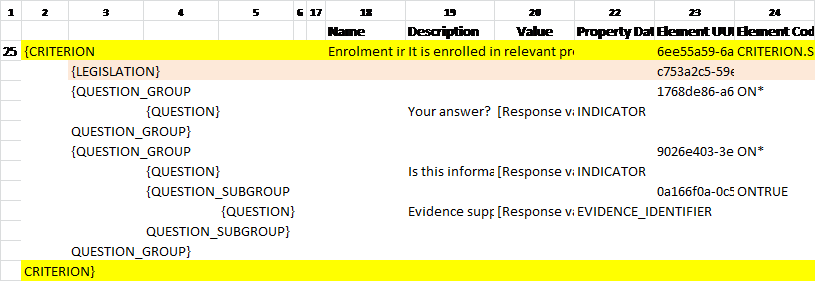 1 2 3 4 5 6 17 18 19 20 22 23 24
Name Description Value Property Dat Element UU Element Cod
25 {CRITERION Enrolment in It is enrolled in relevant pro 6ee55a59-6a CRITERION.S
{LEGISLATION} c753a2c5-59e
{QUESTION_GROUP 1768de86-a6 ON*
{QUESTION} Your answer? [Response va INDICATOR
QUESTION_GROUP}
{QUESTION_GROUP 9026e403-3e ON*
{QUESTION} Is this informa [Response va INDICATOR
{QUESTION_SUBGROUP 0a166f0a-0c5 ONTRUE
{QUESTION} Evidence supp [Response va EVIDENCE_IDENTIFIER
QUESTION_SUBGROUP}
QUESTION_GROUP}
CRITERION}